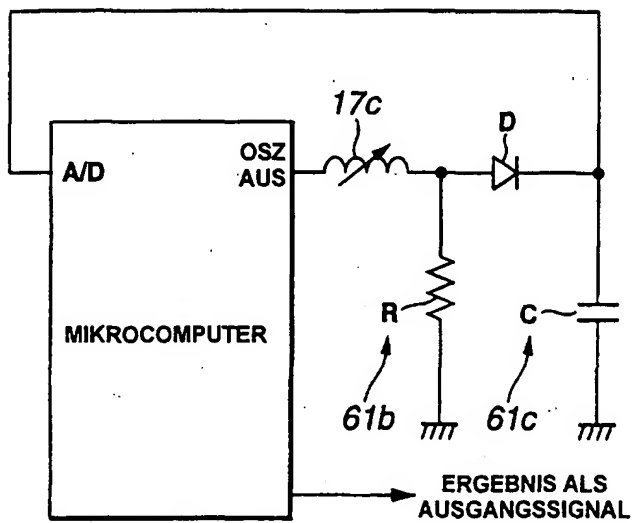 17c
D
OSZ
AUS
A/D
R
C
MIKROCOMPUTER
61b
61c
ERGEBNIS ALS
AUSGANGSSIGNAL